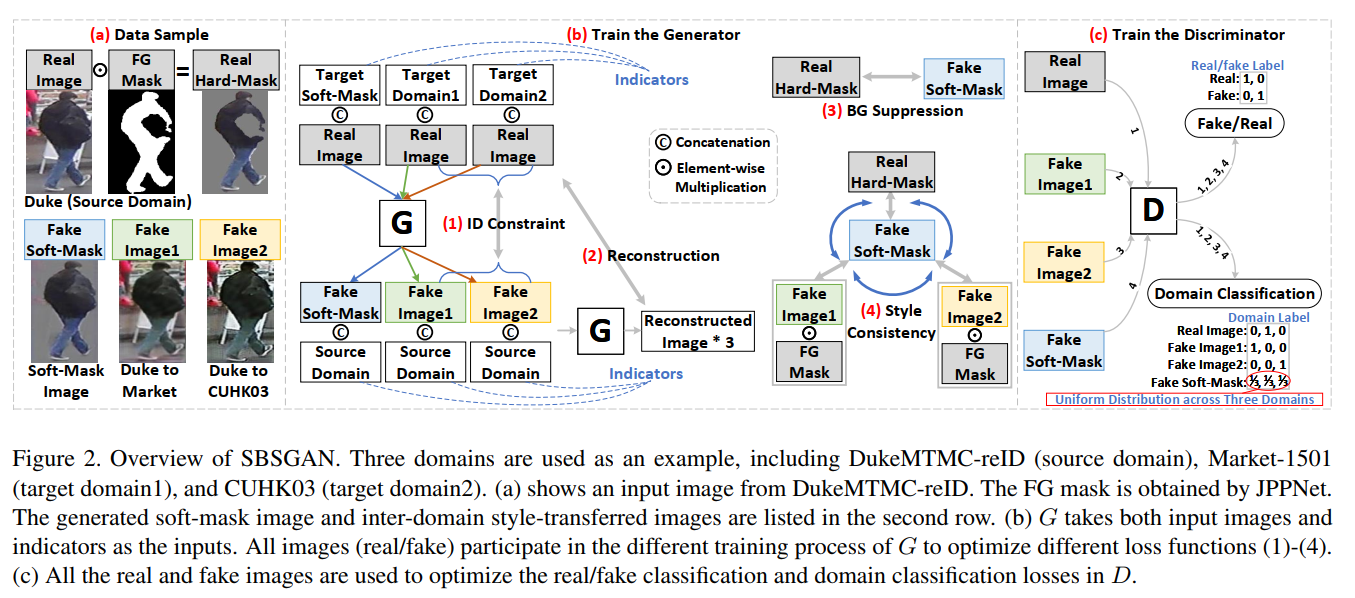 (a) Data Sample
Real Image
⊙
FG Mask
=
Real Hard-Mask
Duke (Source Domain)
Fake Soft-Mask
Fake Image1
Fake Image2
Soft-Mask Image
Duke to Market
Duke to CUHK03
(b) Train the Generator
Target Soft-Mask
Target Domain1
Target Domain2
Indicators
© © ©
Real Image
Real Image
Real Image
G
(1) ID Constraint
(2) Reconstruction
Fake Soft-Mask
Fake Image1
Fake Image2
© © ©
Source Domain
Source Domain
Source Domain
G
Reconstructed Image * 3
Indicators
© Concatenation
⊙ Element-wise Multiplication
Real Hard-Mask
Fake Soft-Mask
(3) BG Suppression
Real Hard-Mask
Fake Soft-Mask
Fake Image1
⊙
FG Mask
(4) Style Consistency
Fake Image2
⊙
FG Mask
(c) Train the Discriminator
Real Image
Fake Image1
Fake Image2
Fake Soft-Mask
1
2
3
4
D
Real/fake Label
Real: 1, 0
Fake: 0, 1
Fake/Real
1, 2, 3, 4
1, 2, 3, 4
Domain Classification
Domain Label
Real Image: 0, 1, 0
Fake Image1: 1, 0, 0
Fake Image2: 0, 0, 1
Fake Soft-Mask: ⅓, ⅓, ⅓
Uniform Distribution across Three Domains
Figure 2. Overview of SBSGAN. Three domains are used as an example, including DukeMTMC-reID (source domain), Market-1501
(target domain1), and CUHK03 (target domain2). (a) shows an input image from DukeMTMC-reID. The FG mask is obtained by JPPNet.
The generated soft-mask image and inter-domain style-transferred images are listed in the second row. (b) G takes both input images and
indicators as the inputs. All images (real/fake) participate in the different training process of G to optimize different loss functions (1)-(4).
(c) All the real and fake images are used to optimize the real/fake classification and domain classification losses in D.